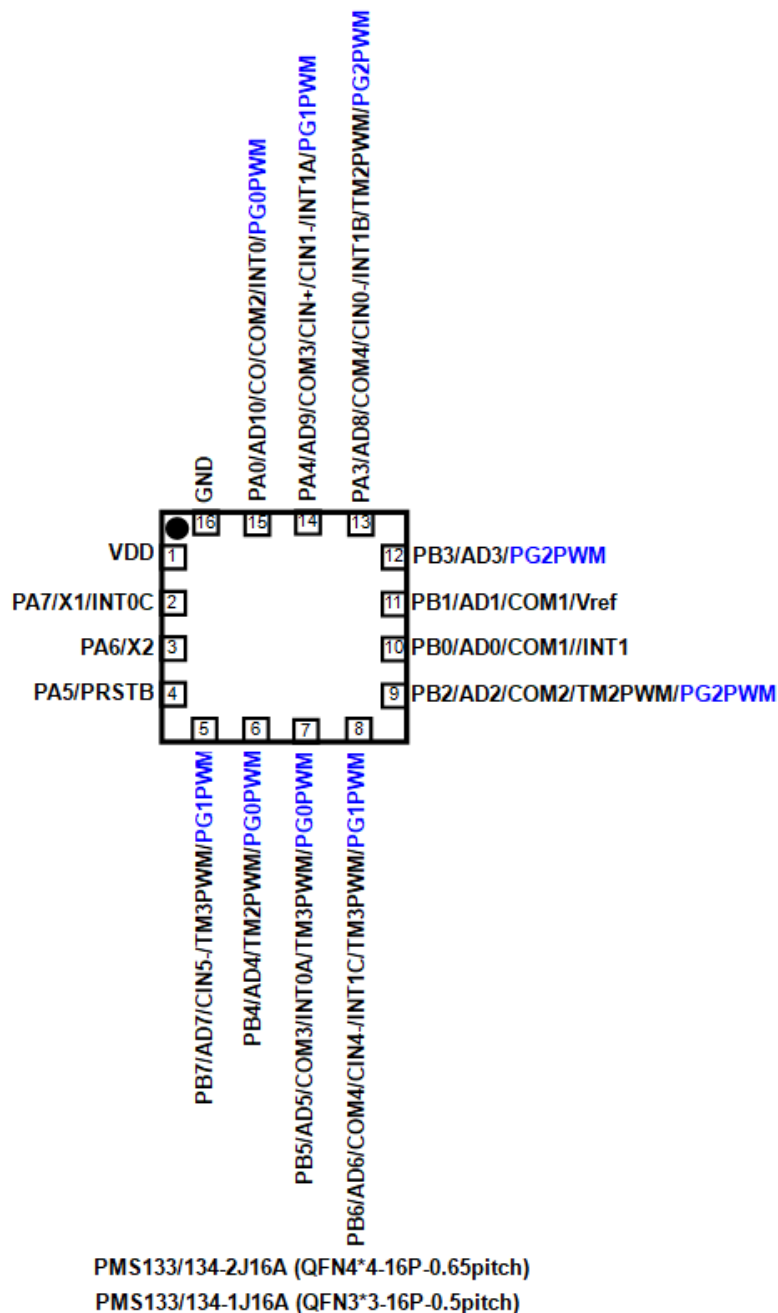 PA0/AD10/CO/COM2/INT0/PG0PWM
PA4/AD9/COM3/CIN+/CIN1-/INT1A/PG1PWM
PA3/AD8/COM4/CIN0-/INT1B/TM2PWM/PG2PWM
GND
16 15 14 13
VDD 1
PA7/X1/INT0C 2
PA6/X2 3
PA5/PRSTB 4
12 PB3/AD3/PG2PWM
11 PB1/AD1/COM1/Vref
10 PB0/AD0/COM1//INT1
9 PB2/AD2/COM2/TM2PWM/PG2PWM
5 6 7 8
PB7/AD7/CIN5-/TM3PWM/PG1PWM
PB4/AD4/TM2PWM/PG0PWM
PB5/AD5/COM3/INT0A/TM3PWM/PG0PWM
PB6/AD6/COM4/CIN4-/INT1C/TM3PWM/PG1PWM
PMS133/134-2J16A (QFN4*4-16P-0.65pitch)
PMS133/134-1J16A (QFN3*3-16P-0.5pitch)